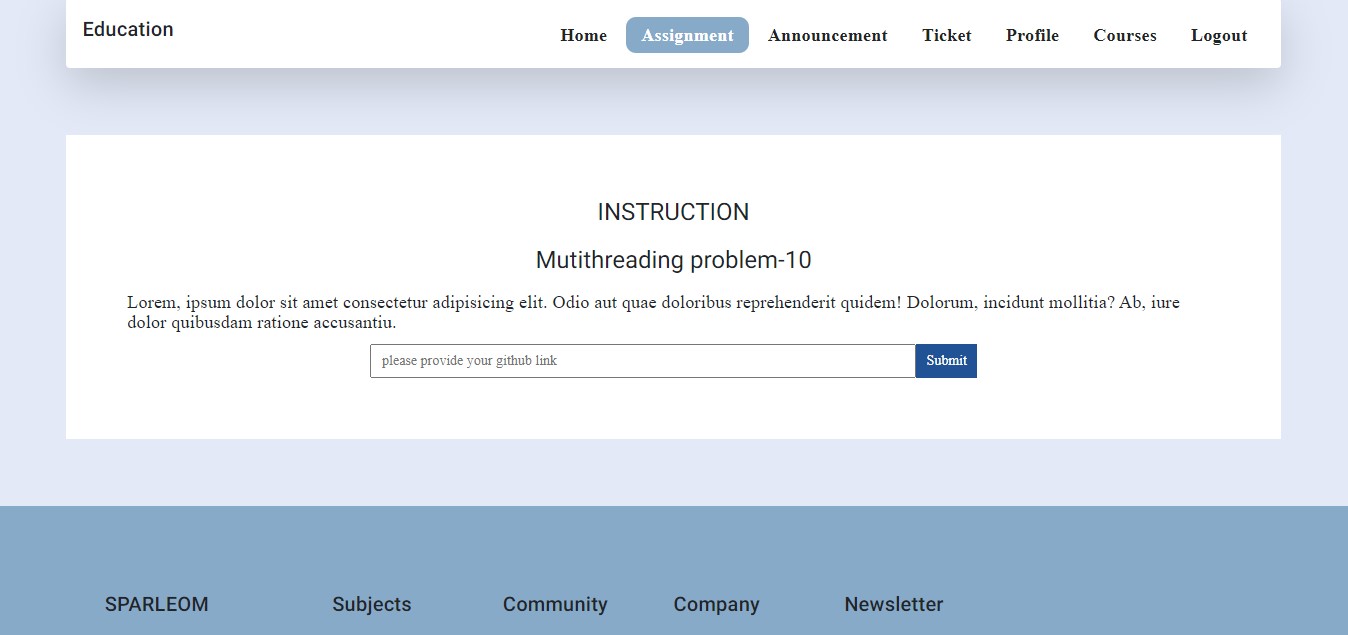 Education
Home Assignment Announcement Ticket Profile Courses Logout
INSTRUCTION
Mutithreading problem-10
Lorem, ipsum dolor sit amet consectetur adipisicing elit. Odio aut quae doloribus reprehenderit quidem! Dolorum, incidunt mollitia? Ab, iure
dolor quibusdam ratione accusantiu.
please provide your github link Submit
SPARLEOM Subjects Community Company Newsletter